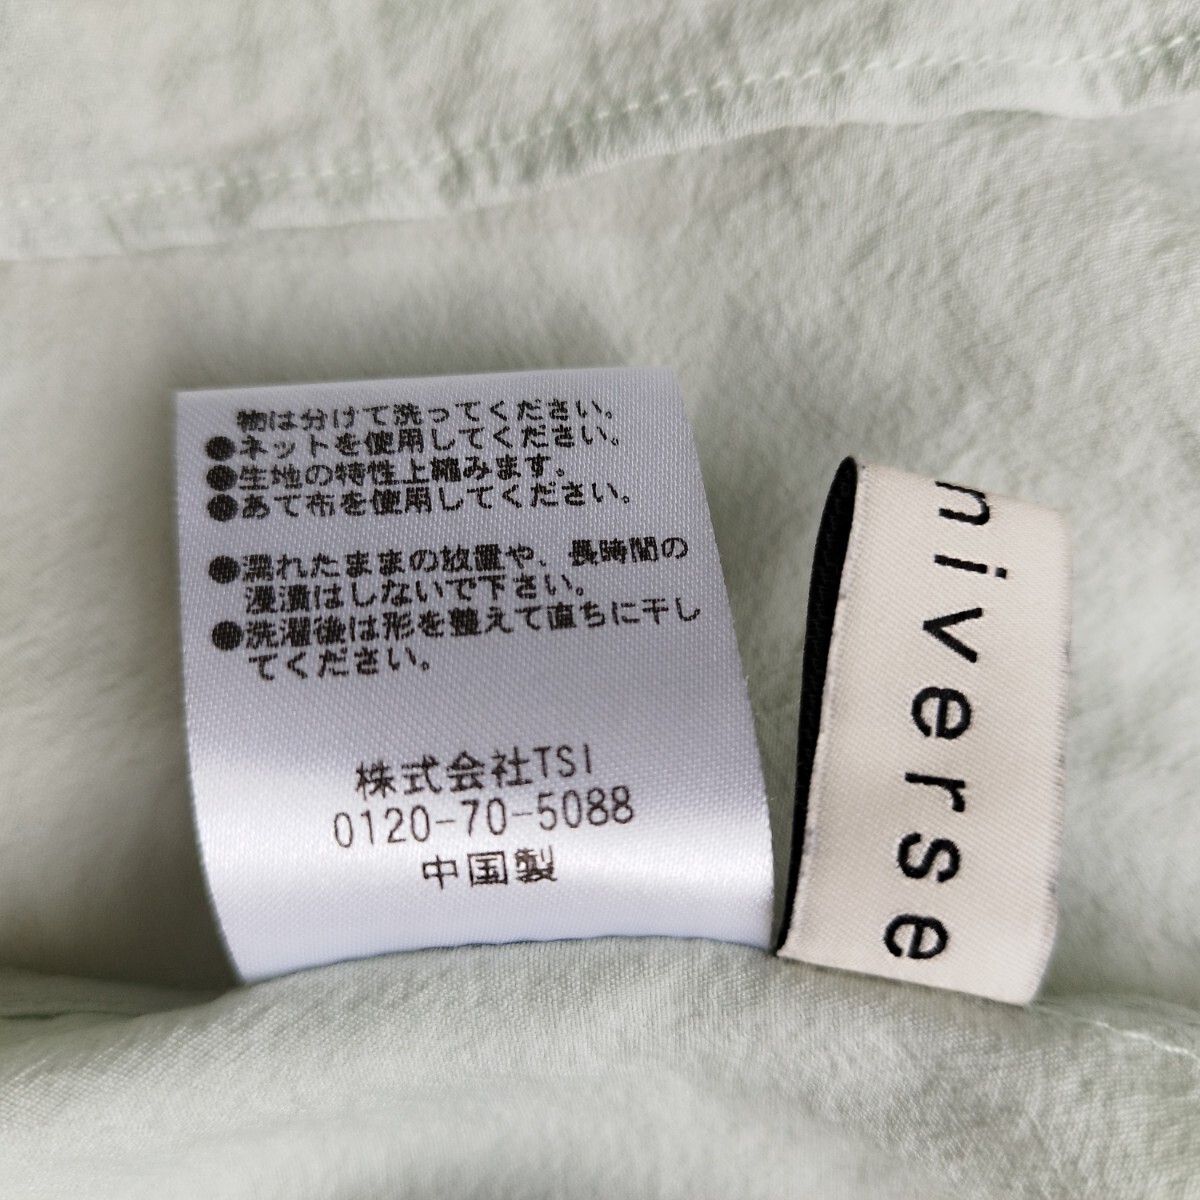 物は分けて洗ってください。
●ネットを使用してください。
●生地の特性上縮みます。
●あて布を使用してください。
●濡れたままの放置や、長時間の
浸漬はしないで下さい。
●洗濯後は形を整えて直ちに干し
てください。
株式会社TSI
0120-70-5088
中国製
niverse